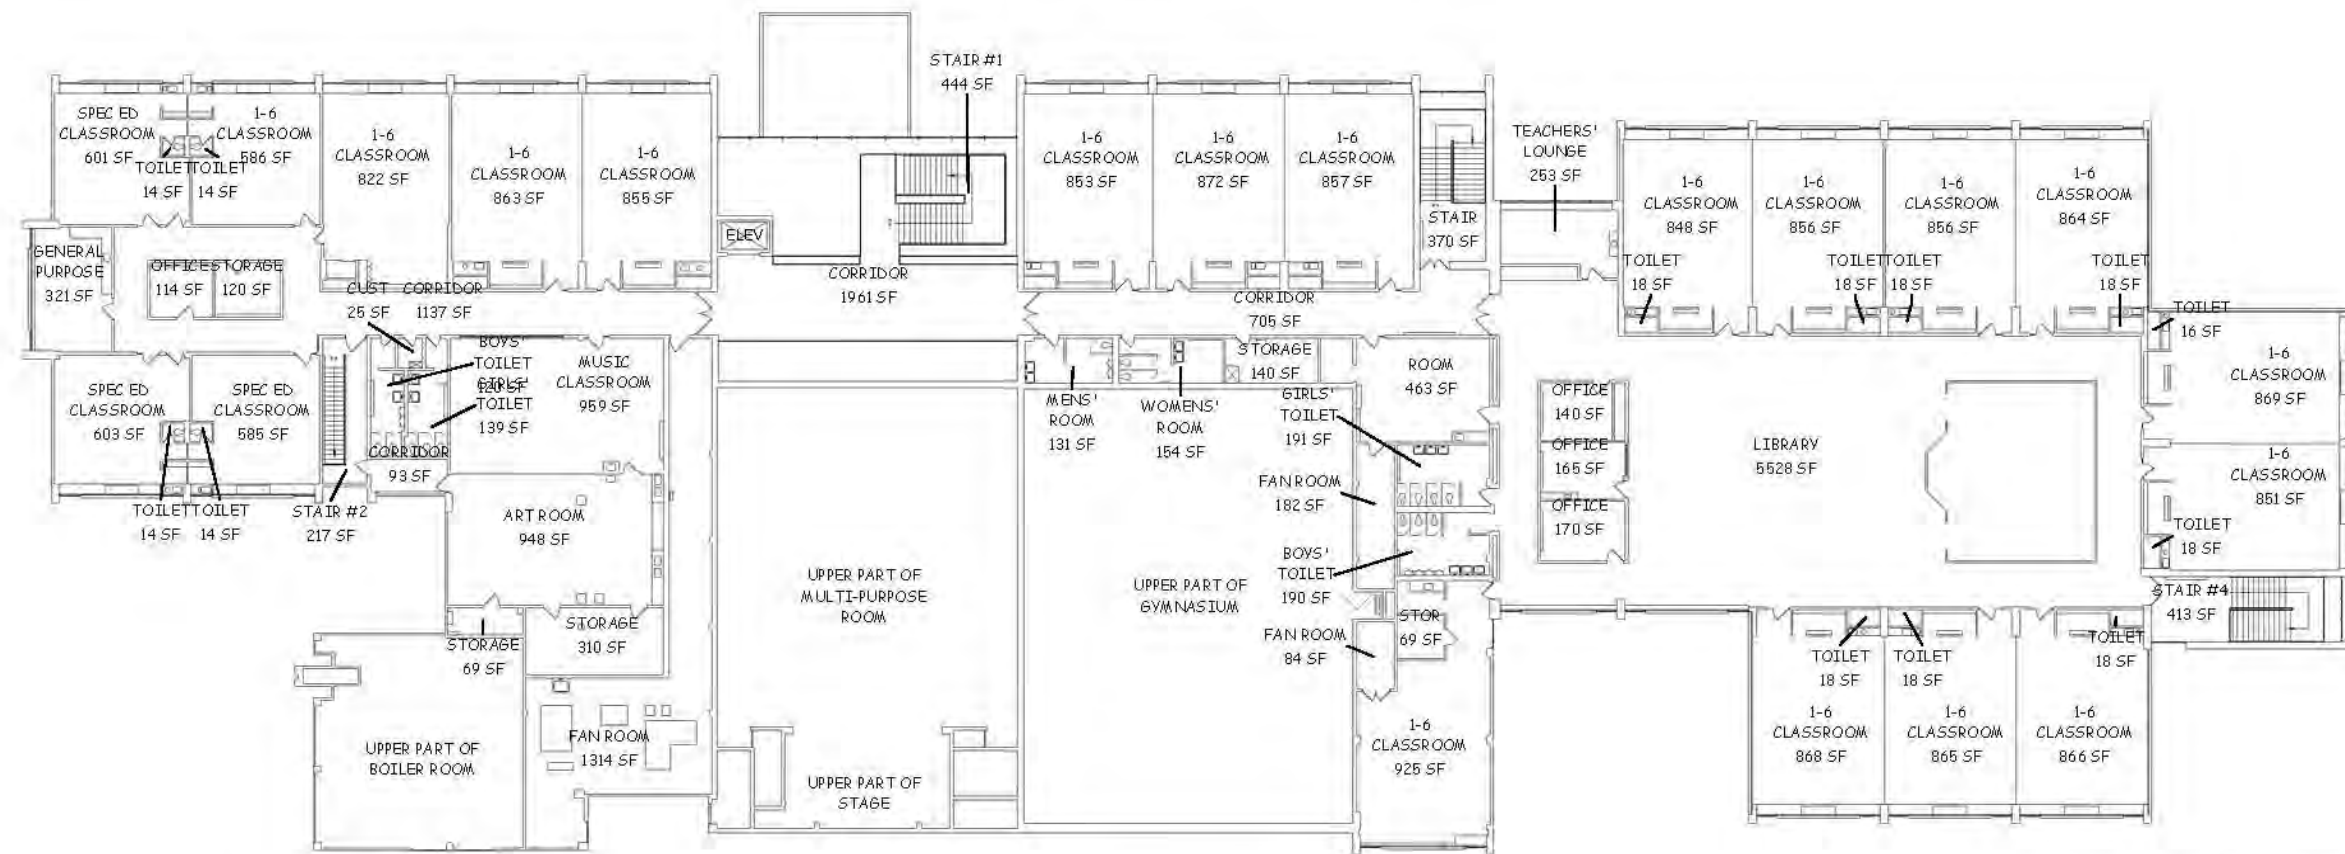 STAIR #1
444 SF
SPEC ED
CLASSROOM
601 SF
TOILET
14 SF
1-6
CLASSROOM
586 SF
TOILET
14 SF
1-6
CLASSROOM
822 SF
1-6
CLASSROOM
863 SF
1-6
CLASSROOM
855 SF
ELEV
CORRIDOR
1961 SF
1-6
CLASSROOM
853 SF
1-6
CLASSROOM
872 SF
1-6
CLASSROOM
857 SF
STAIR
370 SF
TEACHERS'
LOUNGE
253 SF
1-6
CLASSROOM
848 SF
TOILET
18 SF
1-6
CLASSROOM
856 SF
TOILET
18 SF
1-6
CLASSROOM
856 SF
TOILET
18 SF
1-6
CLASSROOM
864 SF
TOILET
18 SF
GENERAL
PURPOSE
321 SF
OFFICE
114 SF
STORAGE
120 SF
CUST
25 SF
CORRIDOR
1137 SF
CORRIDOR
705 SF
TOILET
16 SF
1-6
CLASSROOM
869 SF
SPEC ED
CLASSROOM
603 SF
SPEC ED
CLASSROOM
585 SF
BOYS'
TOILET
120 SF
GIRLS'
TOILET
139 SF
MUSIC
CLASSROOM
959 SF
CORRIDOR
93 SF
TOILET
14 SF
TOILET
14 SF
STAIR #2
217 SF
MENS'
ROOM
131 SF
WOMENS'
ROOM
154 SF
STORAGE
140 SF
GIRLS'
TOILET
191 SF
ROOM
463 SF
OFFICE
140 SF
OFFICE
165 SF
OFFICE
170 SF
LIBRARY
5528 SF
1-6
CLASSROOM
851 SF
TOILET
18 SF
ART ROOM
948 SF
FAN ROOM
182 SF
BOYS'
TOILET
190 SF
UPPER PART OF
MULTI-PURPOSE
ROOM
UPPER PART OF
GYMNASIUM
STAIR #4
413 SF
STORAGE
69 SF
STORAGE
310 SF
FAN ROOM
84 SF
STOR
69 SF
TOILET
18 SF
TOILET
18 SF
TOILET
18 SF
UPPER PART OF
BOILER ROOM
FAN ROOM
1314 SF
UPPER PART OF
STAGE
1-6
CLASSROOM
925 SF
1-6
CLASSROOM
868 SF
1-6
CLASSROOM
865 SF
1-6
CLASSROOM
866 SF